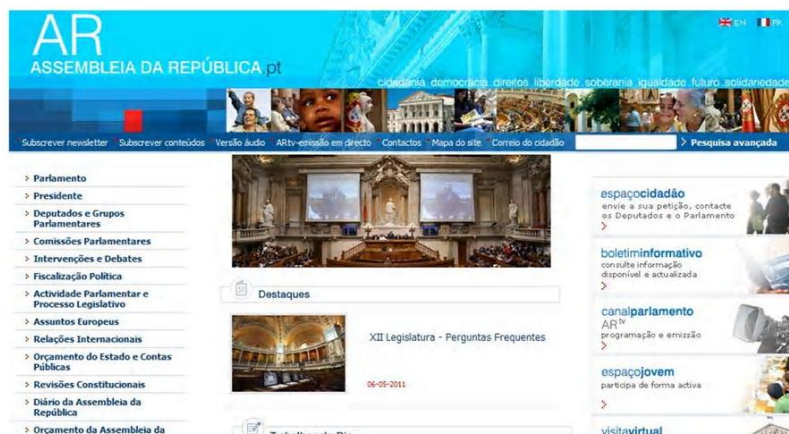 AR
EN FR
ASSEMBLEIA DA REPÚBLICA.pt
cidadania democracia direitos liberdade soberania igualdade futuro solidariedade
Subscrever newsletter Subscrever conteúdos Versão áudio ARtv-emissão em directo Contactos Mapa do site Correio do cidadão > Pesquisa avançada
> Parlamento
> Presidente
> Deputados e Grupos
Parlamentares
> Comissões Parlamentares
> Intervenções e Debates
> Fiscalização Política
> Actividade Parlamentar e
Processo Legislativo
> Assuntos Europeus
> Relações Internacionais
> Orçamento do Estado e Contas
Públicas
> Revisões Constitucionais
> Diário da Assembleia da
República
> Orçamento da Assembleia da
Destaques
XII Legislatura - Perguntas Frequentes
06-05-2011
espaçocidadão
envie a sua petição, contacte
os Deputados e o Parlamento
>
boletiminformativo
consulte informação
disponível e actualizada
>
canalparlamento
ARtv
programação e emissão
>
espaçojovem
participa de forma activa
>
visitavirtual